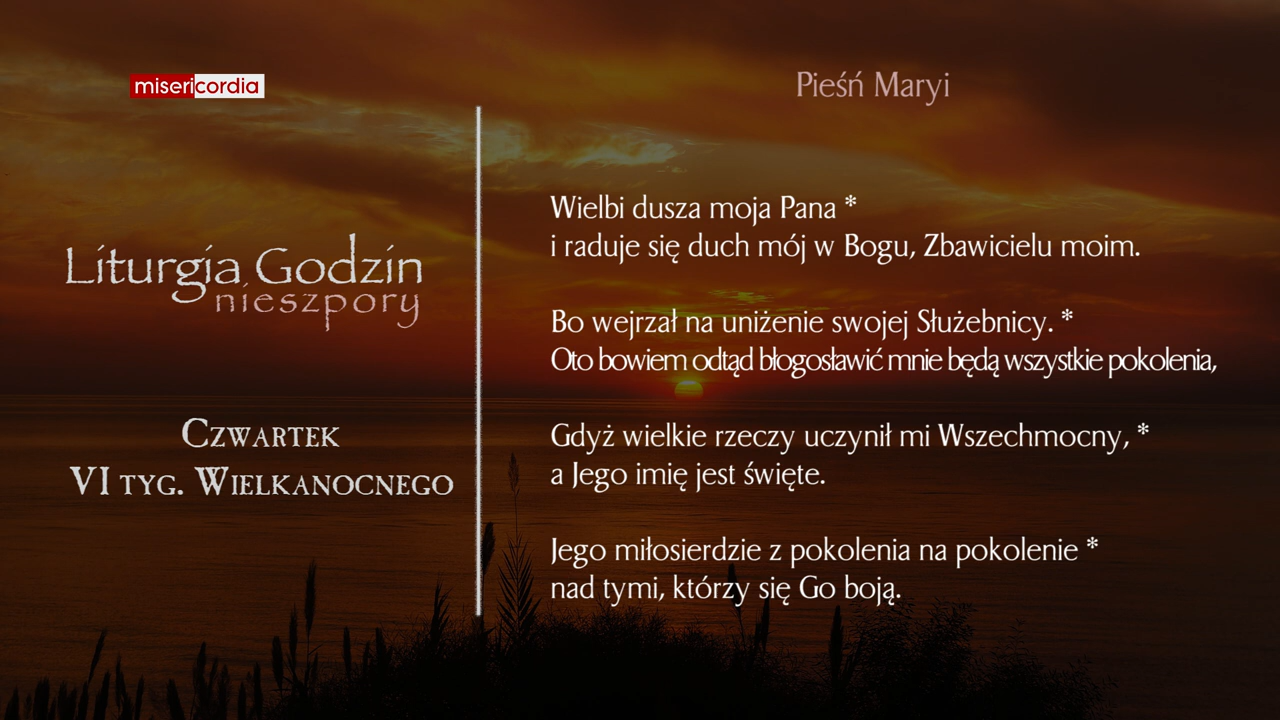 misericordia
Liturgia Godzin
nieszpory
Czwartek
VI tyg. Wielkanocnego
Pieśń Maryi
Wielbi dusza moja Pana *
i raduje się duch mój w Bogu, Zbawicielu moim.
Bo wejrzał na uniżenie swojej Służebnicy. *
Oto bowiem odtąd błogosławić mnie będą wszystkie pokolenia,
Gdyż wielkie rzeczy uczynił mi Wszechmocny, *
a Jego imię jest święte.
Jego miłosierdzie z pokolenia na pokolenie *
nad tymi, którzy się Go boją.